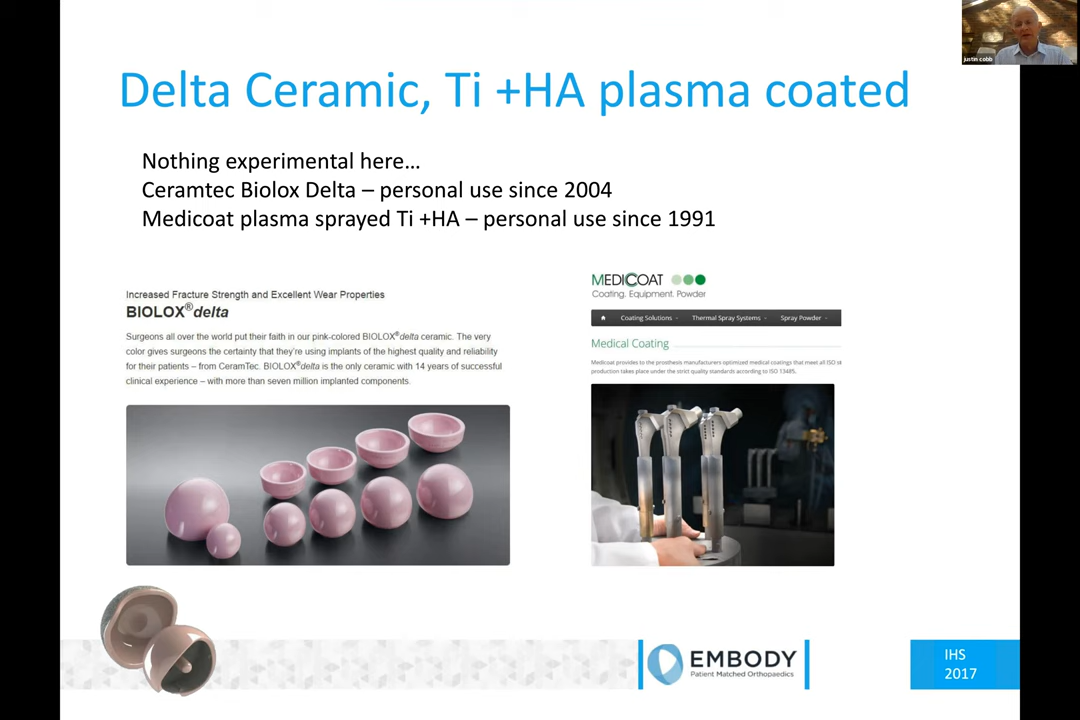 justin cobb
Delta Ceramic, Ti +HA plasma coated
Nothing experimental here…
Ceramtec Biolox Delta – personal use since 2004
Medicoat plasma sprayed Ti +HA – personal use since 1991
Increased Fracture Strength and Excellent Wear Properties
BIOLOX®delta
Surgeons all over the world put their faith in our pink-colored BIOLOX®delta ceramic. The very
color gives surgeons the certainty that they're using implants of the highest quality and reliability
for their patients – from CeramTec. BIOLOX®delta is the only ceramic with 14 years of successful
clinical experience – with more than seven million implanted components.
MEDICOAT
Coating. Equipment. Powder
Coating Solutions Thermal Spray Systems Spray Powder
Medical Coating
Medicoat provides to the prosthesis manufacturers optimized medical coatings that meet all ISO st
production takes place under the strict quality standards according to ISO 13485.
EMBODY
Patient Matched Orthopaedics
IHS
2017